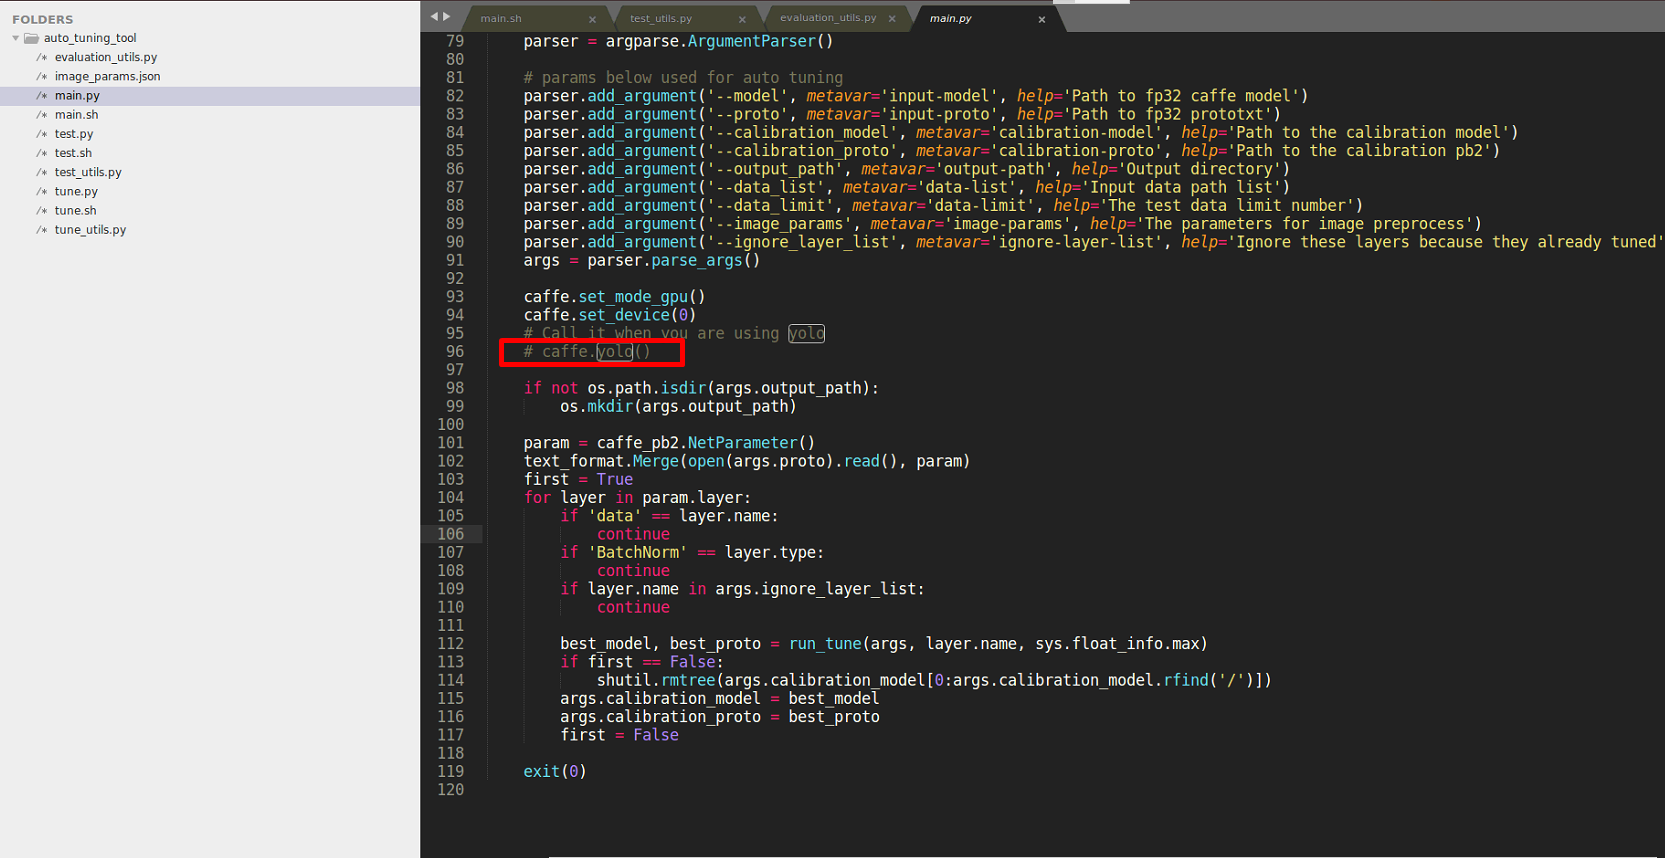 FOLDERS
auto_tuning_tool
/* evaluation_utils.py
/* image_params.json
/* main.py
/* main.sh
/* test.py
/* test.sh
/* test_utils.py
/* tune.py
/* tune.sh
/* tune_utils.py
main.sh × test_utils.py × evaluation_utils.py × main.py ×
79 parser = argparse.ArgumentParser()
80
81 # params below used for auto tuning
82 parser.add_argument('--model', metavar='input-model', help='Path to fp32 caffe model')
83 parser.add_argument('--proto', metavar='input-proto', help='Path to fp32 prototxt')
84 parser.add_argument('--calibration_model', metavar='calibration-model', help='Path to the calibration model')
85 parser.add_argument('--calibration_proto', metavar='calibration-proto', help='Path to the calibration pb2')
86 parser.add_argument('--output_path', metavar='output-path', help='Output directory')
87 parser.add_argument('--data_list', metavar='data-list', help='Input data path list')
88 parser.add_argument('--data_limit', metavar='data-limit', help='The test data limit number')
89 parser.add_argument('--image_params', metavar='image-params', help='The parameters for image preprocess')
90 parser.add_argument('--ignore_layer_list', metavar='ignore-layer-list', help='Ignore these layers because they already tuned'
91 args = parser.parse_args()
92
93 caffe.set_mode_gpu()
94 caffe.set_device(0)
95 # Call it when you are using yolo
96 # caffe.yolo()
97
98 if not os.path.isdir(args.output_path):
99 os.mkdir(args.output_path)
100
101 param = caffe_pb2.NetParameter()
102 text_format.Merge(open(args.proto).read(), param)
103 first = True
104 for layer in param.layer:
105 if 'data' == layer.name:
106 continue
107 if 'BatchNorm' == layer.type:
108 continue
109 if layer.name in args.ignore_layer_list:
110 continue
111
112 best_model, best_proto = run_tune(args, layer.name, sys.float_info.max)
113 if first == False:
114 shutil.rmtree(args.calibration_model[0:args.calibration_model.rfind('/')])
115 args.calibration_model = best_model
116 args.calibration_proto = best_proto
117 first = False
118
119 exit(0)
120